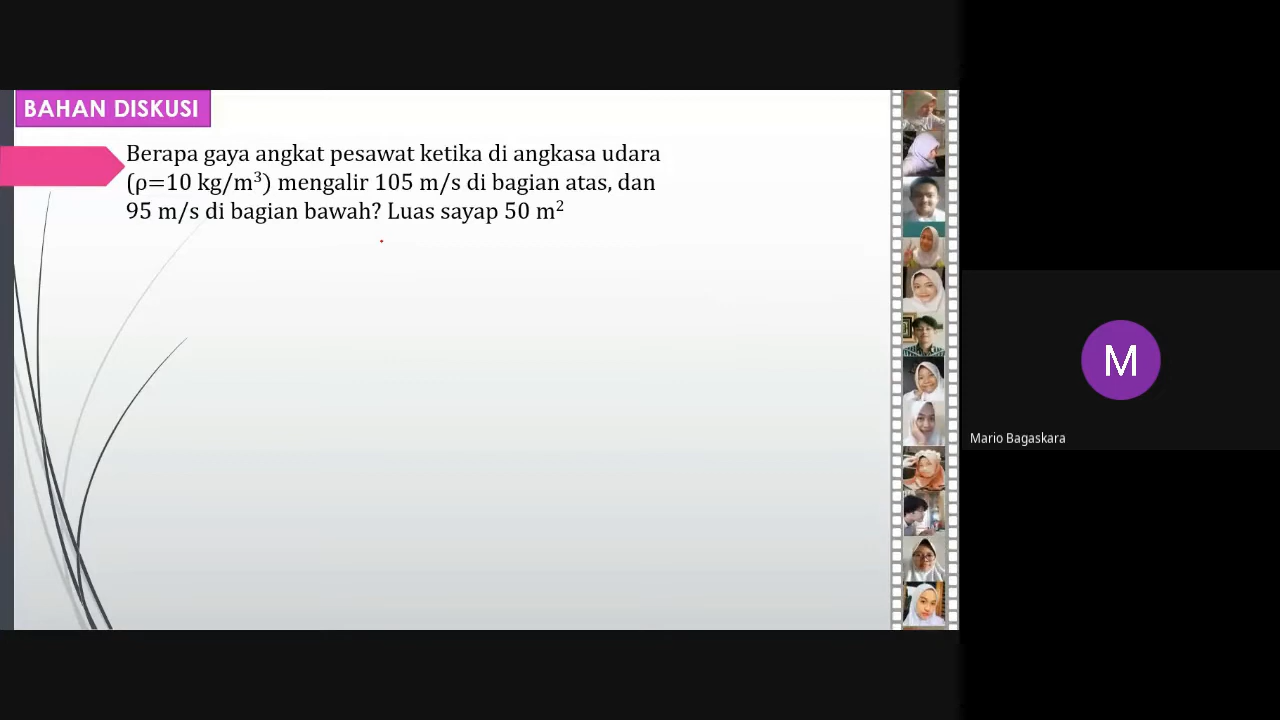 BAHAN DISKUSI
Berapa gaya angkat pesawat ketika di angkasa udara
(ρ=10 kg/m³) mengalir 105 m/s di bagian atas, dan
95 m/s di bagian bawah? Luas sayap 50 m²
M
Mario Bagaskara